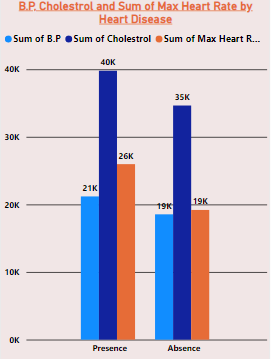 B.P, Cholestrol and Sum of Max Heart Rate by
Heart Disease
Sum of B.P Sum of Cholestrol Sum of Max Heart R...
40K
40K
35K
30K
26K
21K
20K
19K
19K
10K
0K
Presence Absence